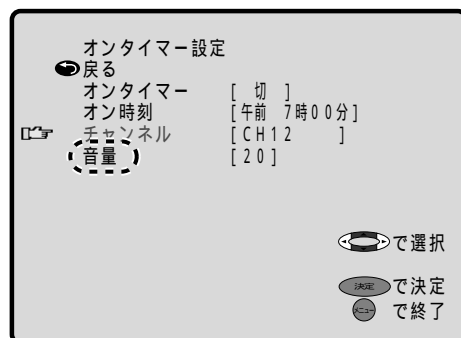 オンタイマー設定
戻る
オンタイマー [ 切 ]
オン時刻 [午前 7時00分]
チャンネル [CH12 ]
音量 [20]
で選択
決定 で決定
メニュー で終了